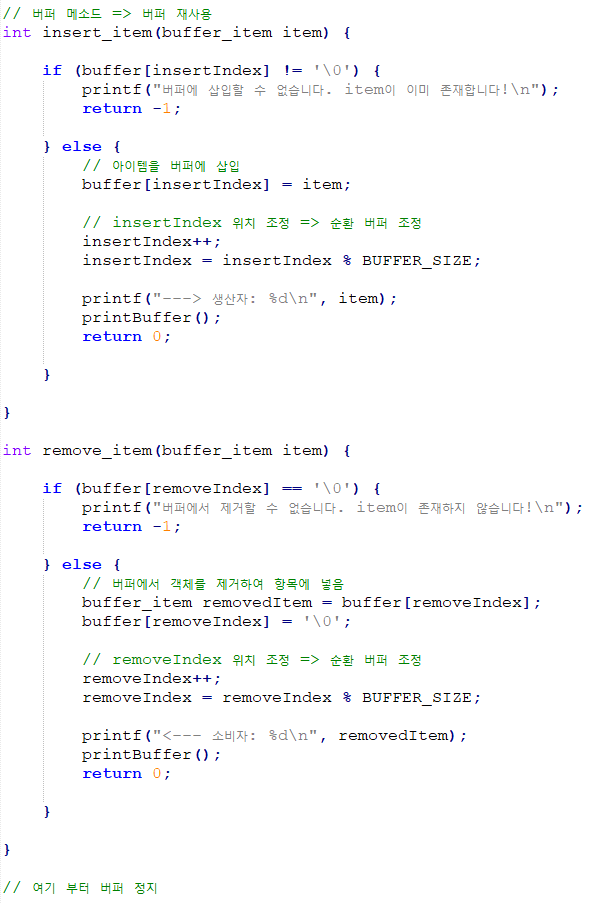 // 버퍼 메소드 => 버퍼 재사용
int insert_item(buffer_item item) {
if (buffer[insertIndex] != '\0') {
printf("버퍼에 삽입할 수 없습니다. item이 이미 존재합니다!\n");
return -1;
} else {
// 아이템을 버퍼에 삽입
buffer[insertIndex] = item;
// insertIndex 위치 조정 => 순환 버퍼 조정
insertIndex++;
insertIndex = insertIndex % BUFFER_SIZE;
printf("---> 생산자: %d\n", item);
printBuffer();
return 0;
}
}
int remove_item(buffer_item item) {
if (buffer[removeIndex] == '\0') {
printf("버퍼에서 제거할 수 없습니다. item이 존재하지 않습니다!\n");
return -1;
} else {
// 버퍼에서 객체를 제거하여 항목에 넣음
buffer_item removedItem = buffer[removeIndex];
buffer[removeIndex] = '\0';
// removeIndex 위치 조정 => 순환 버퍼 조정
removeIndex++;
removeIndex = removeIndex % BUFFER_SIZE;
printf("<--- 소비자: %d\n", removedItem);
printBuffer();
return 0;
}
}
// 여기 부터 버퍼 정지